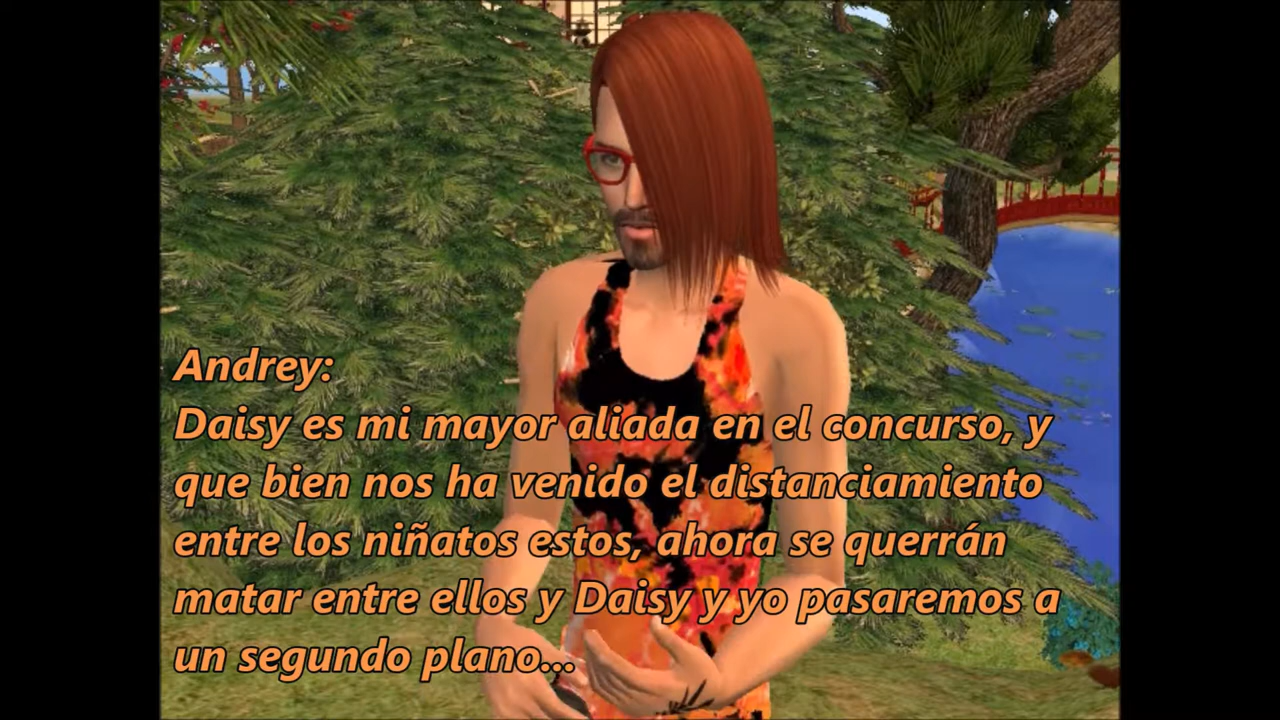 Andrey:
Daisy es mi mayor aliada en el concurso, y
que bien nos ha venido el distanciamiento
entre los niñatos estos, ahora se querrán
matar entre ellos y Daisy y yo pasaremos a
un segundo plano...